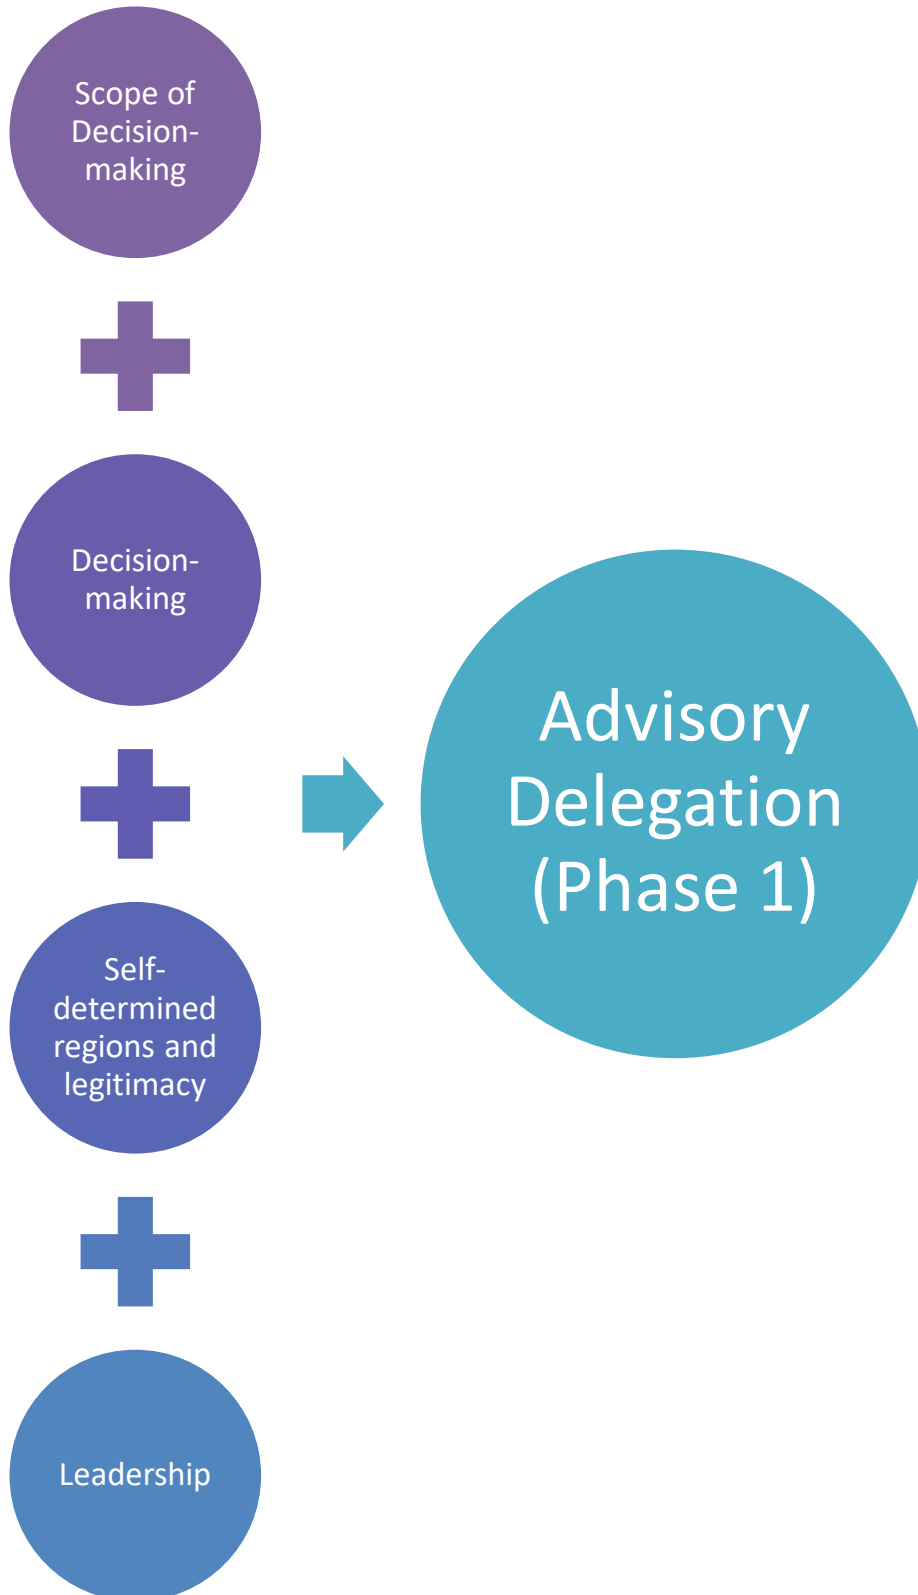 Scope of
Decision-
making
Decision-
making
Self-
determined
regions and
legitimacy
Leadership
Advisory
Delegation
(Phase 1)